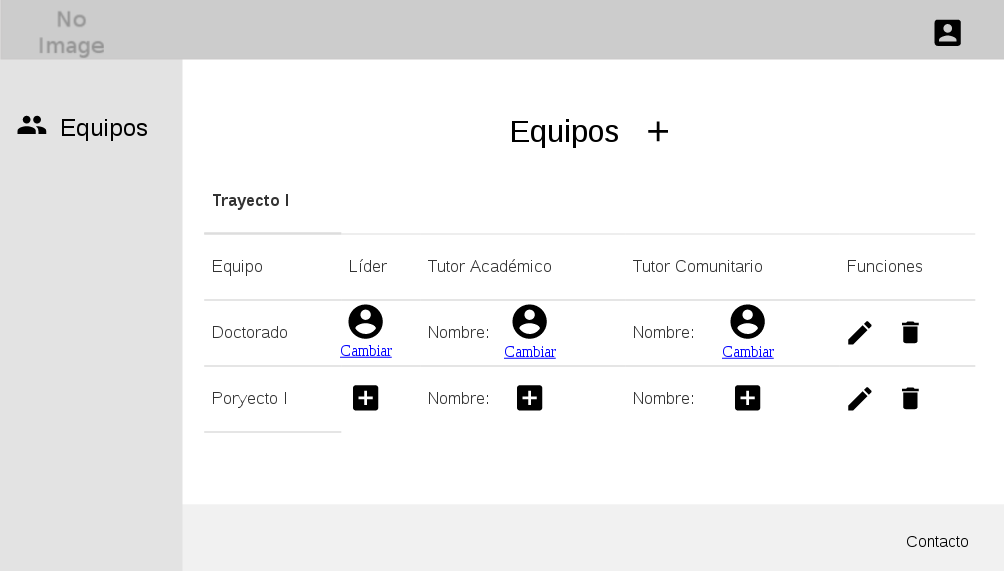 No
Image
Equipos
Equipos
Trayecto I
Equipo Líder Tutor Académico Tutor Comunitario Funciones
Doctorado Cambiar Nombre: Cambiar Nombre: Cambiar
Poryecto I Nombre: Nombre:
Contacto